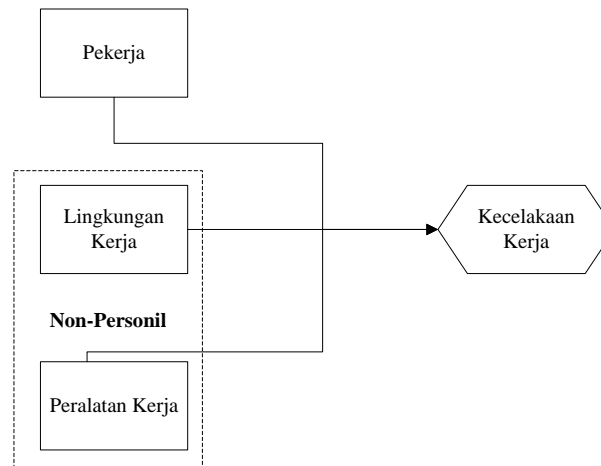 Pekerja
Lingkungan
Kerja
Kecelakaan
Kerja
Non-Personil
Peralatan Kerja